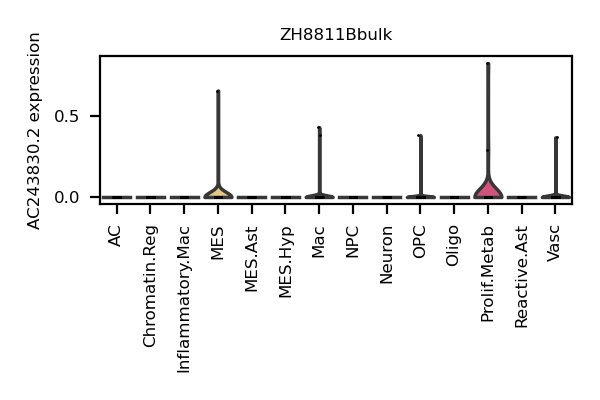 ZH8811Bbulk
AC243830.2 expression
0.5
0.0
AC
Chromatin.Reg
Inflammatory.Mac
MES
MES.Ast
MES.Hyp
Mac
NPC
Neuron
OPC
Oligo
Prolif.Metab
Reactive.Ast
Vasc